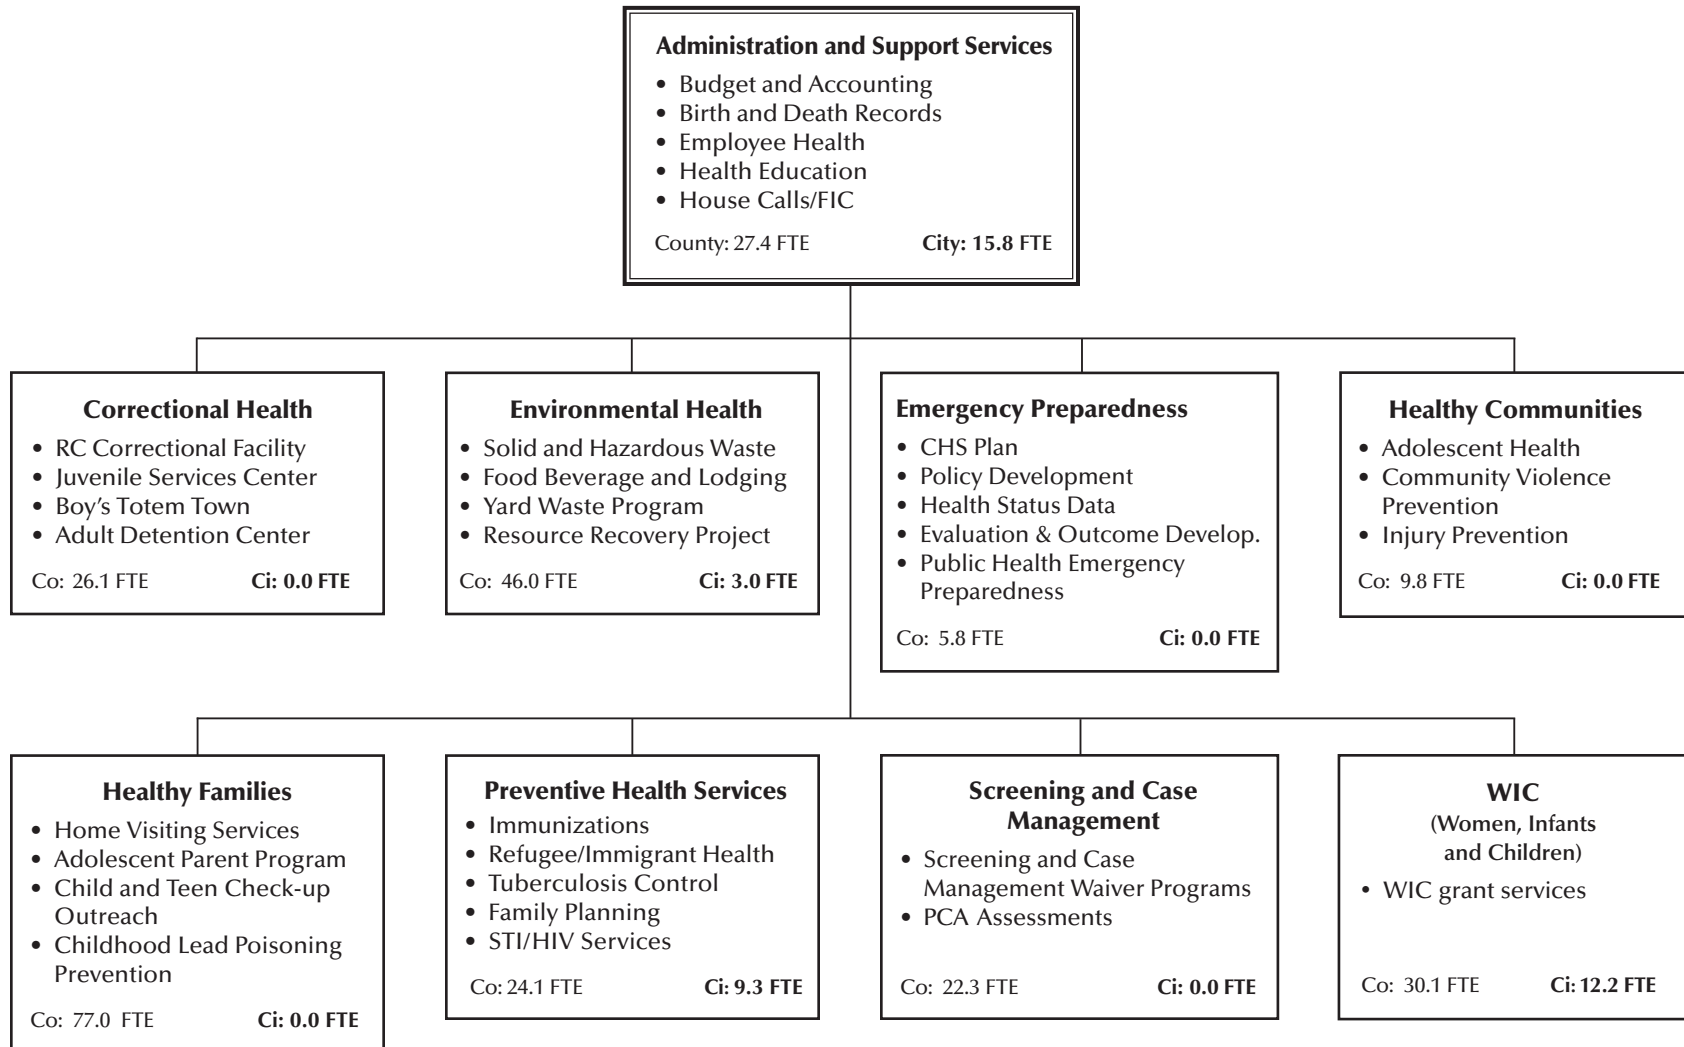 Administration and Support Services
• Budget and Accounting
• Birth and Death Records
• Employee Health
• Health Education
• House Calls/FIC
County: 27.4 FTE City: 15.8 FTE
Correctional Health
• RC Correctional Facility
• Juvenile Services Center
• Boy's Totem Town
• Adult Detention Center
Co: 26.1 FTE Ci: 0.0 FTE
Environmental Health
• Solid and Hazardous Waste
• Food Beverage and Lodging
• Yard Waste Program
• Resource Recovery Project
Co: 46.0 FTE Ci: 3.0 FTE
Emergency Preparedness
• CHS Plan
• Policy Development
• Health Status Data
• Evaluation & Outcome Develop.
• Public Health Emergency
Preparedness
Co: 5.8 FTE Ci: 0.0 FTE
Healthy Communities
• Adolescent Health
• Community Violence
Prevention
• Injury Prevention
Co: 9.8 FTE Ci: 0.0 FTE
Healthy Families
• Home Visiting Services
• Adolescent Parent Program
• Child and Teen Check-up
Outreach
• Childhood Lead Poisoning
Prevention
Co: 77.0 FTE Ci: 0.0 FTE
Preventive Health Services
• Immunizations
• Refugee/Immigrant Health
• Tuberculosis Control
• Family Planning
• STI/HIV Services
Co: 24.1 FTE Ci: 9.3 FTE
Screening and Case
Management
• Screening and Case
Management Waiver Programs
• PCA Assessments
Co: 22.3 FTE Ci: 0.0 FTE
WIC
(Women, Infants
and Children)
• WIC grant services
Co: 30.1 FTE Ci: 12.2 FTE